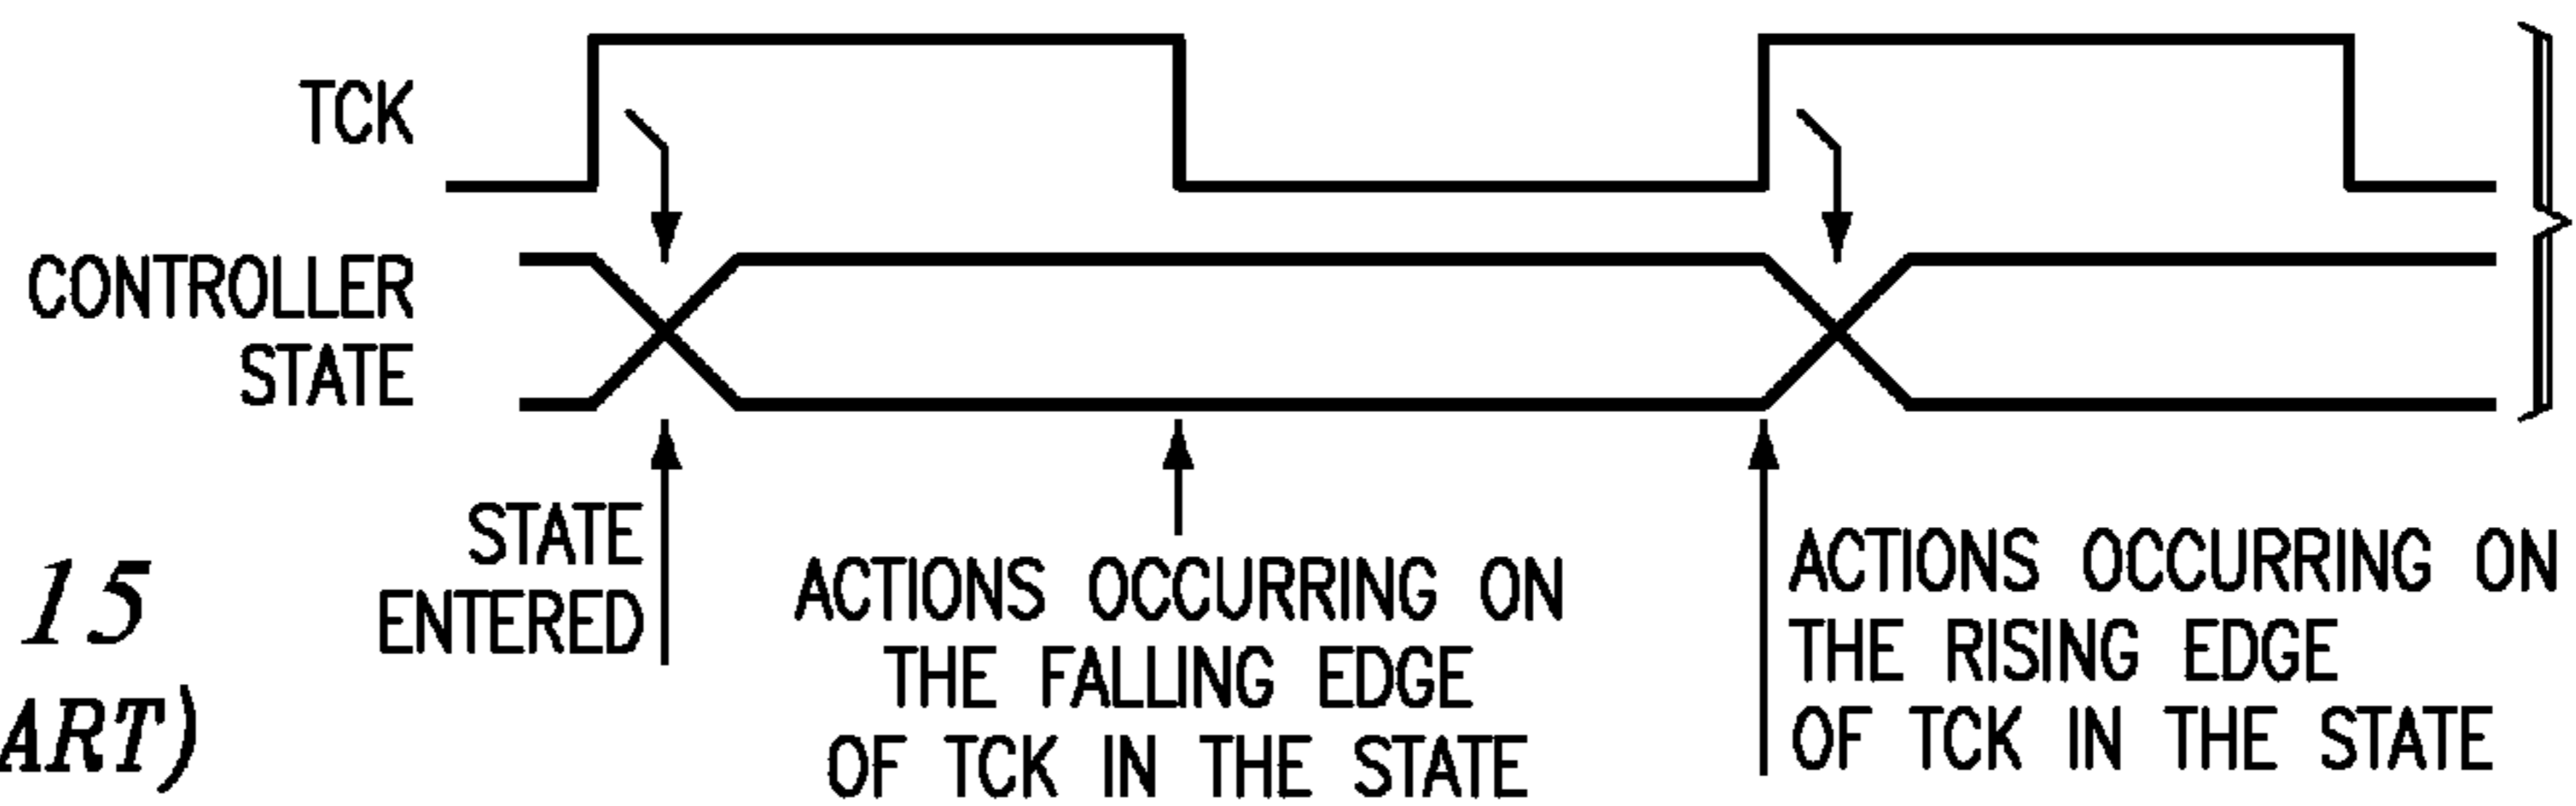 TCK
CONTROLLER
STATE
STATE
ENTERED
ACTIONS OCCURRING ON
THE FALLING EDGE
OF TCK IN THE STATE
ACTIONS OCCURRING ON
THE RISING EDGE
OF TCK IN THE STATE
15
ART)